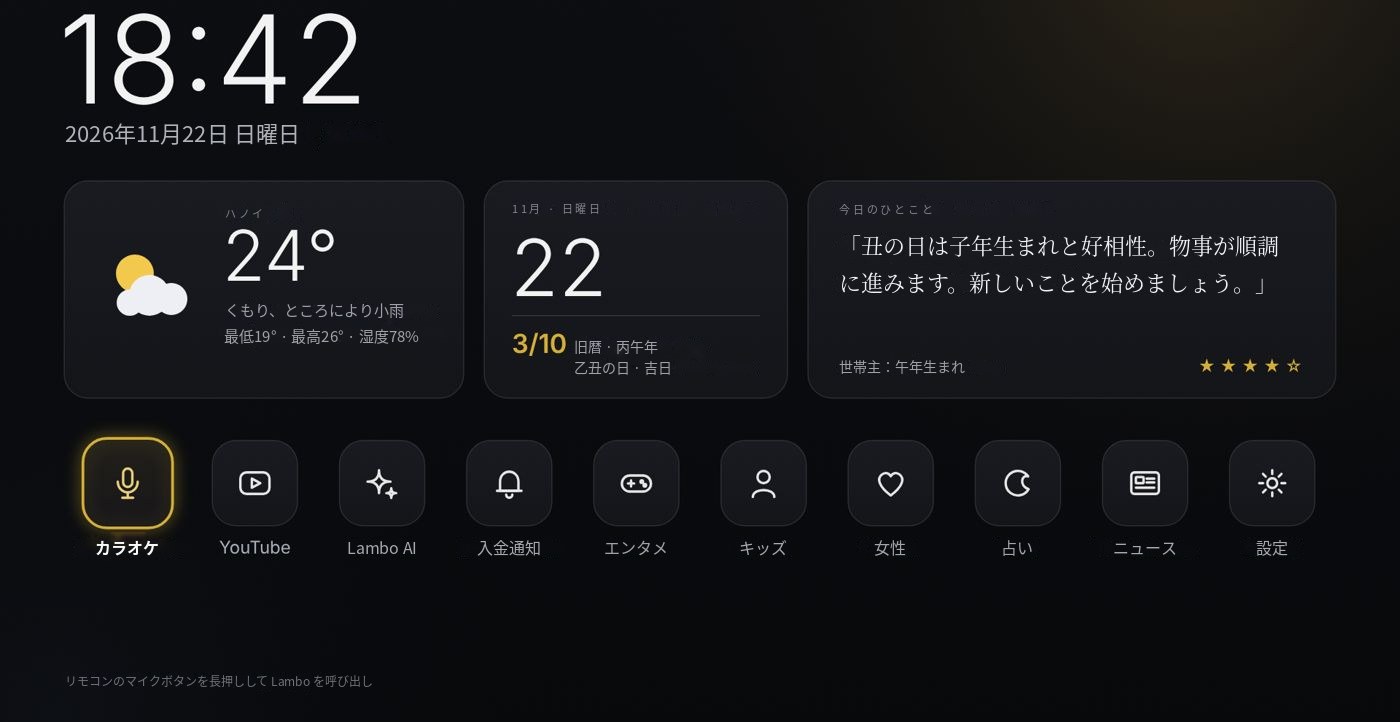 18:42
2026年11月22日 日曜日
ハノイ
24°
くもり、ところにより小雨
最低19° · 最高26° · 湿度78%
11月 · 日曜日
22
3/10 旧暦 · 丙午年
乙丑の日 · 吉日
今日のひとこと
「丑の日は子年生まれと好相性。物事が順調
に進みます。新しいことを始めましょう。」
世帯主：午年生まれ ★★★★☆
カラオケ
YouTube
Lambo AI
入金通知
エンタメ
キッズ
女性
占い
ニュース
設定
リモコンのマイクボタンを長押しして Lambo を呼び出し